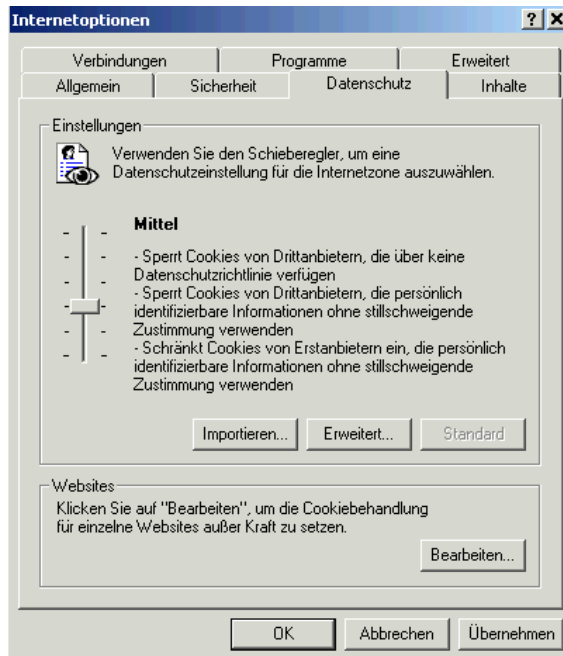 Internetoptionen
Verbindungen Programme Erweitert
Allgemein Sicherheit Datenschutz Inhalte
Einstellungen
Verwenden Sie den Schieberegler, um eine
Datenschutzeinstellung für die Internetzone auszuwählen.
Mittel
- Sperrt Cookies von Drittanbietern, die über keine
Datenschutzrichtlinie verfügen
- Sperrt Cookies von Drittanbietern, die persönlich
identifizierbare Informationen ohne stillschweigende
Zustimmung verwenden
- Schränkt Cookies von Erstanbietern ein, die persönlich
identifizierbare Informationen ohne stillschweigende
Zustimmung verwenden
Importieren... Erweitert... Standard
Websites
Klicken Sie auf "Bearbeiten", um die Cookiebehandlung
für einzelne Websites außer Kraft zu setzen.
Bearbeiten...
OK Abbrechen Übernehmen